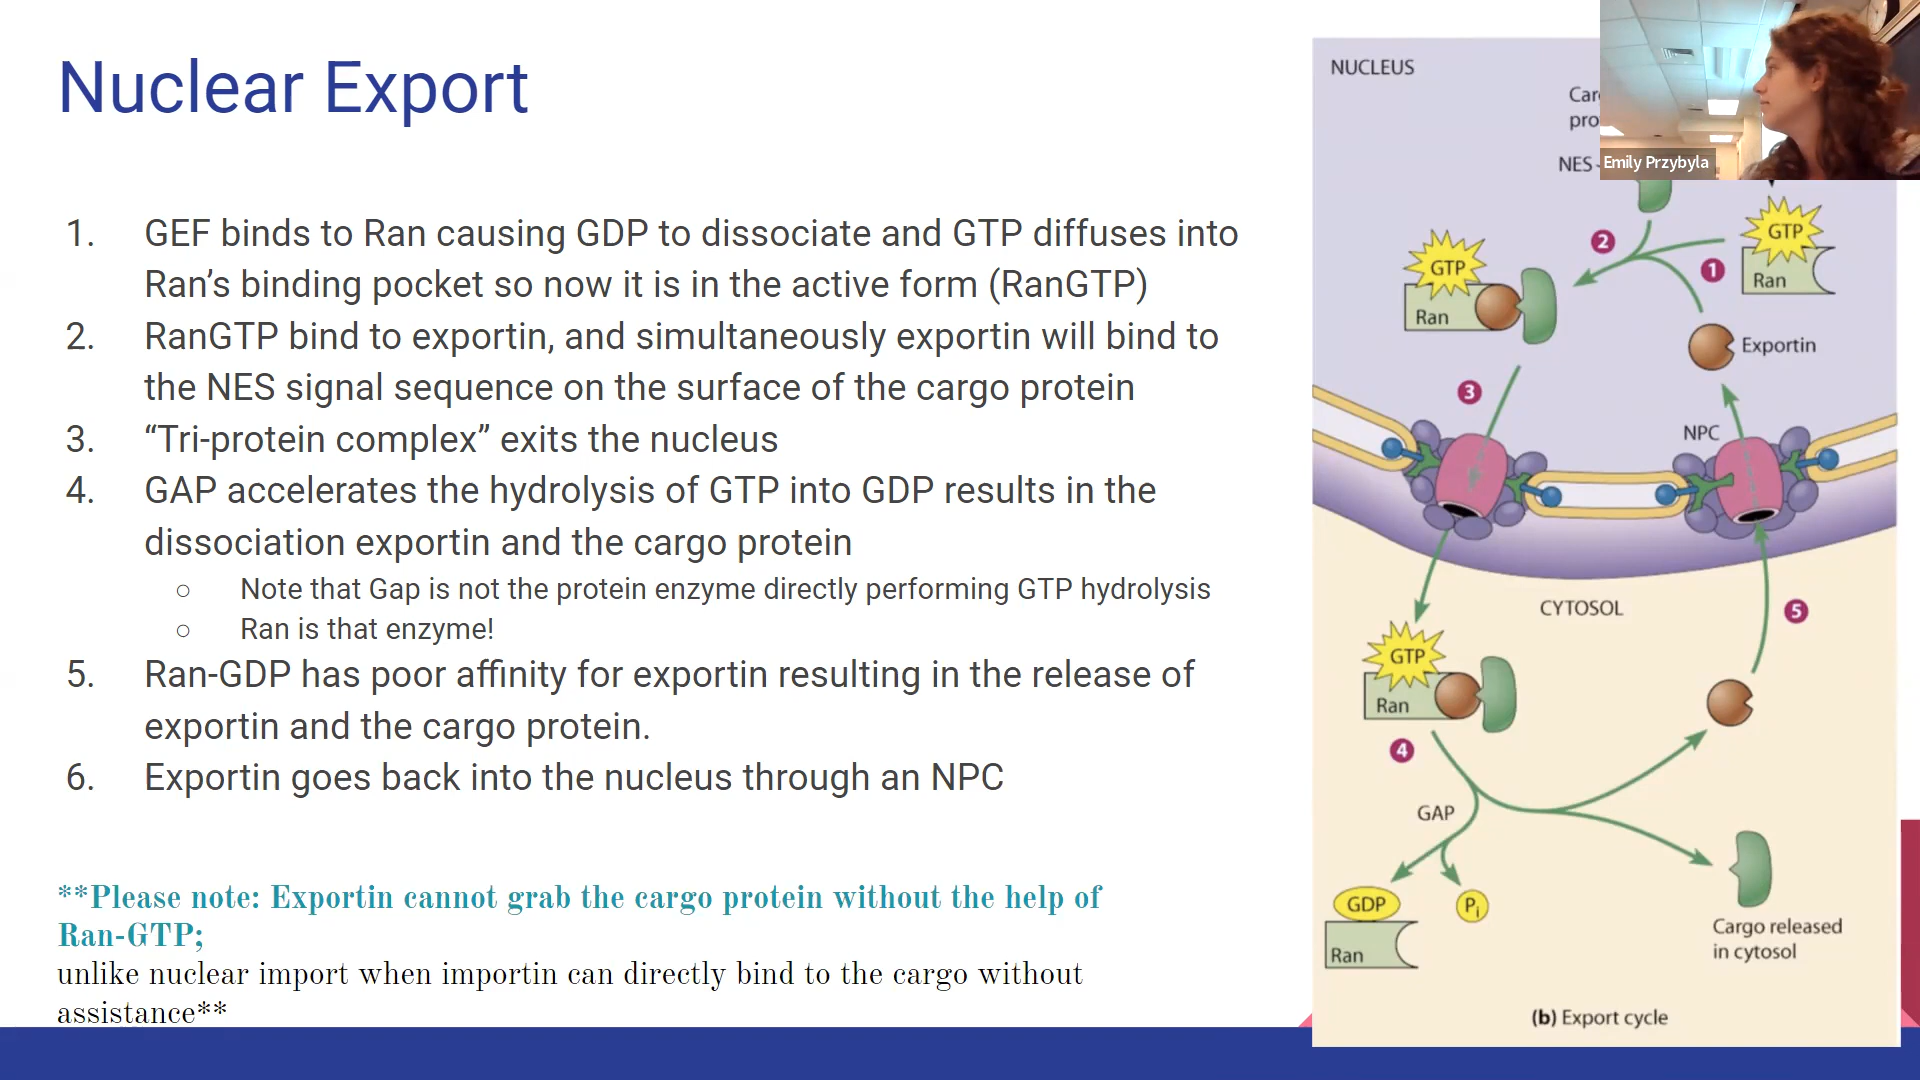 Nuclear Export
1. GEF binds to Ran causing GDP to dissociate and GTP diffuses into
Ran’s binding pocket so now it is in the active form (RanGTP)
2. RanGTP bind to exportin, and simultaneously exportin will bind to
the NES signal sequence on the surface of the cargo protein
3. “Tri-protein complex” exits the nucleus
4. GAP accelerates the hydrolysis of GTP into GDP results in the
dissociation exportin and the cargo protein
○ Note that Gap is not the protein enzyme directly performing GTP hydrolysis
○ Ran is that enzyme!
5. Ran-GDP has poor affinity for exportin resulting in the release of
exportin and the cargo protein.
6. Exportin goes back into the nucleus through an NPC
**Please note: Exportin cannot grab the cargo protein without the help of
Ran-GTP;
unlike nuclear import when importin can directly bind to the cargo without
assistance**
NUCLEUS
NES
Emily Przybyla
2
GTP
1
Ran
GTP
Ran
Exportin
3
NPC
CYTOSOL
5
GTP
Ran
4
GAP
GDP
Pi
Ran
Cargo released
in cytosol
(b) Export cycle